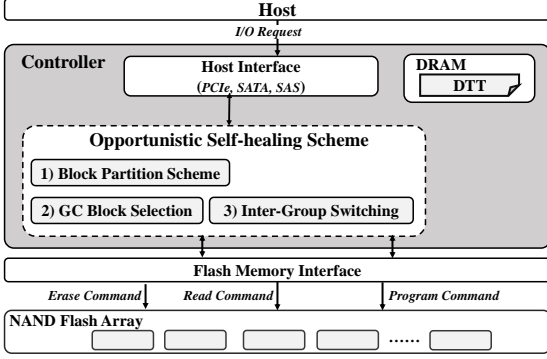 Host
I/O Request
Controller
Host Interface
(PCIe, SATA, SAS)
DRAM
DTT
Opportunistic Self-healing Scheme
1) Block Partition Scheme
2) GC Block Selection
3) Inter-Group Switching
Flash Memory Interface
Erase Command
Read Command
Program Command
NAND Flash Array
......